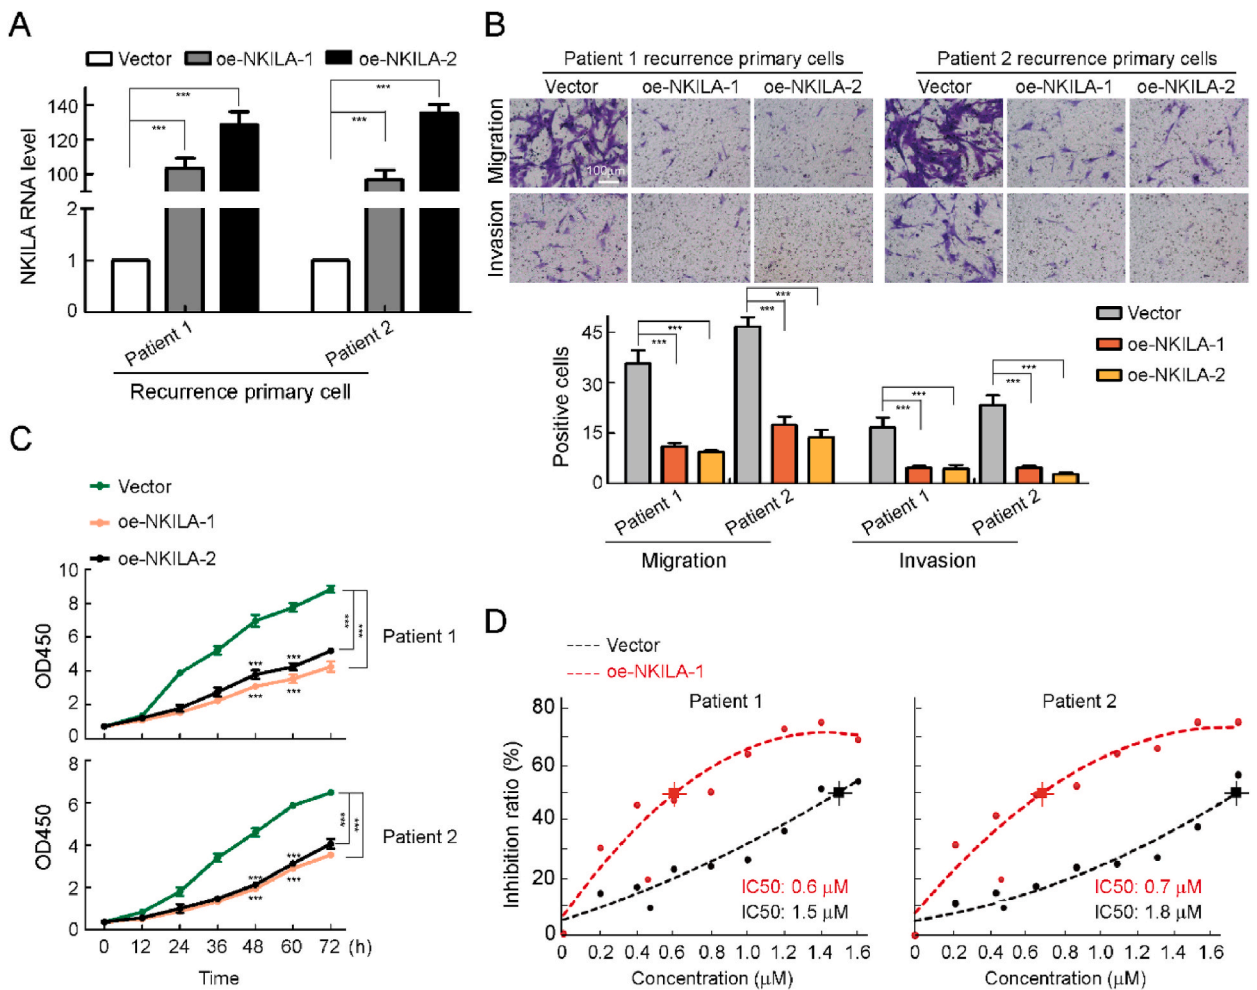 A
Vector oe-NKILA-1 oe-NKILA-2
NKILA RNA level
140
120
100
2
1
0
*** *** *** ***
Patient 1 Patient 2
Recurrence primary cell
B
Patient 1 recurrence primary cells Patient 2 recurrence primary cells
Vector oe-NKILA-1 oe-NKILA-2 Vector oe-NKILA-1 oe-NKILA-2
Migration
100μm
Invasion
Positive cells
45
30
15
0
*** *** *** *** *** *** *** ***
Vector
oe-NKILA-1
oe-NKILA-2
Patient 1 Patient 2 Patient 1 Patient 2
Migration Invasion
C
Vector
oe-NKILA-1
oe-NKILA-2
OD450
10
8
6
4
2
0
*** *** *** ***
*** ***
Patient 1
OD450
8
6
4
2
0
*** *** *** ***
*** ***
Patient 2
0 12 24 36 48 60 72 (h)
Time
D
Vector
oe-NKILA-1
Patient 1 Patient 2
Inhibition ratio (%)
80
60
40
20
0
IC50: 0.6 μM
IC50: 1.5 μM
IC50: 0.7 μM
IC50: 1.8 μM
0 0.2 0.4 0.6 0.8 1.0 1.2 1.4 1.6
Concentration (μM)
0 0.2 0.4 0.6 0.8 1.0 1.2 1.4 1.6
Concentration (μM)